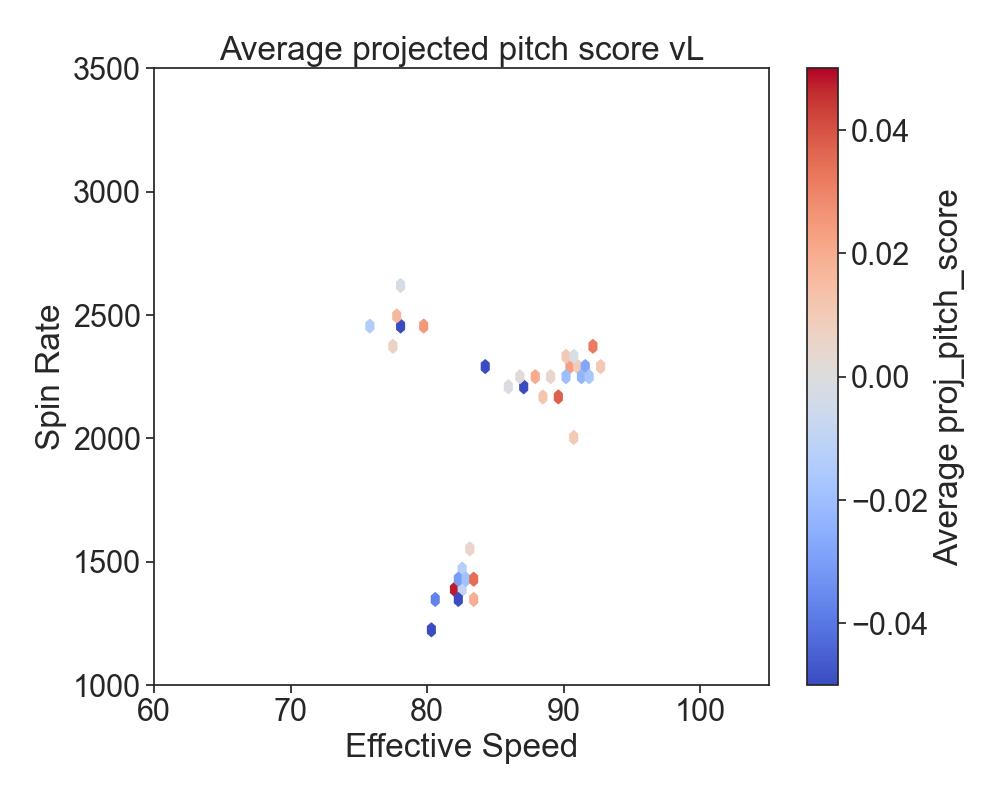 Average projected pitch score vL
3500
3000
2500
2000
1500
1000
Spin Rate
60 70 80 90 100
Effective Speed
0.04
0.02
0.00
−0.02
−0.04
Average proj_pitch_score